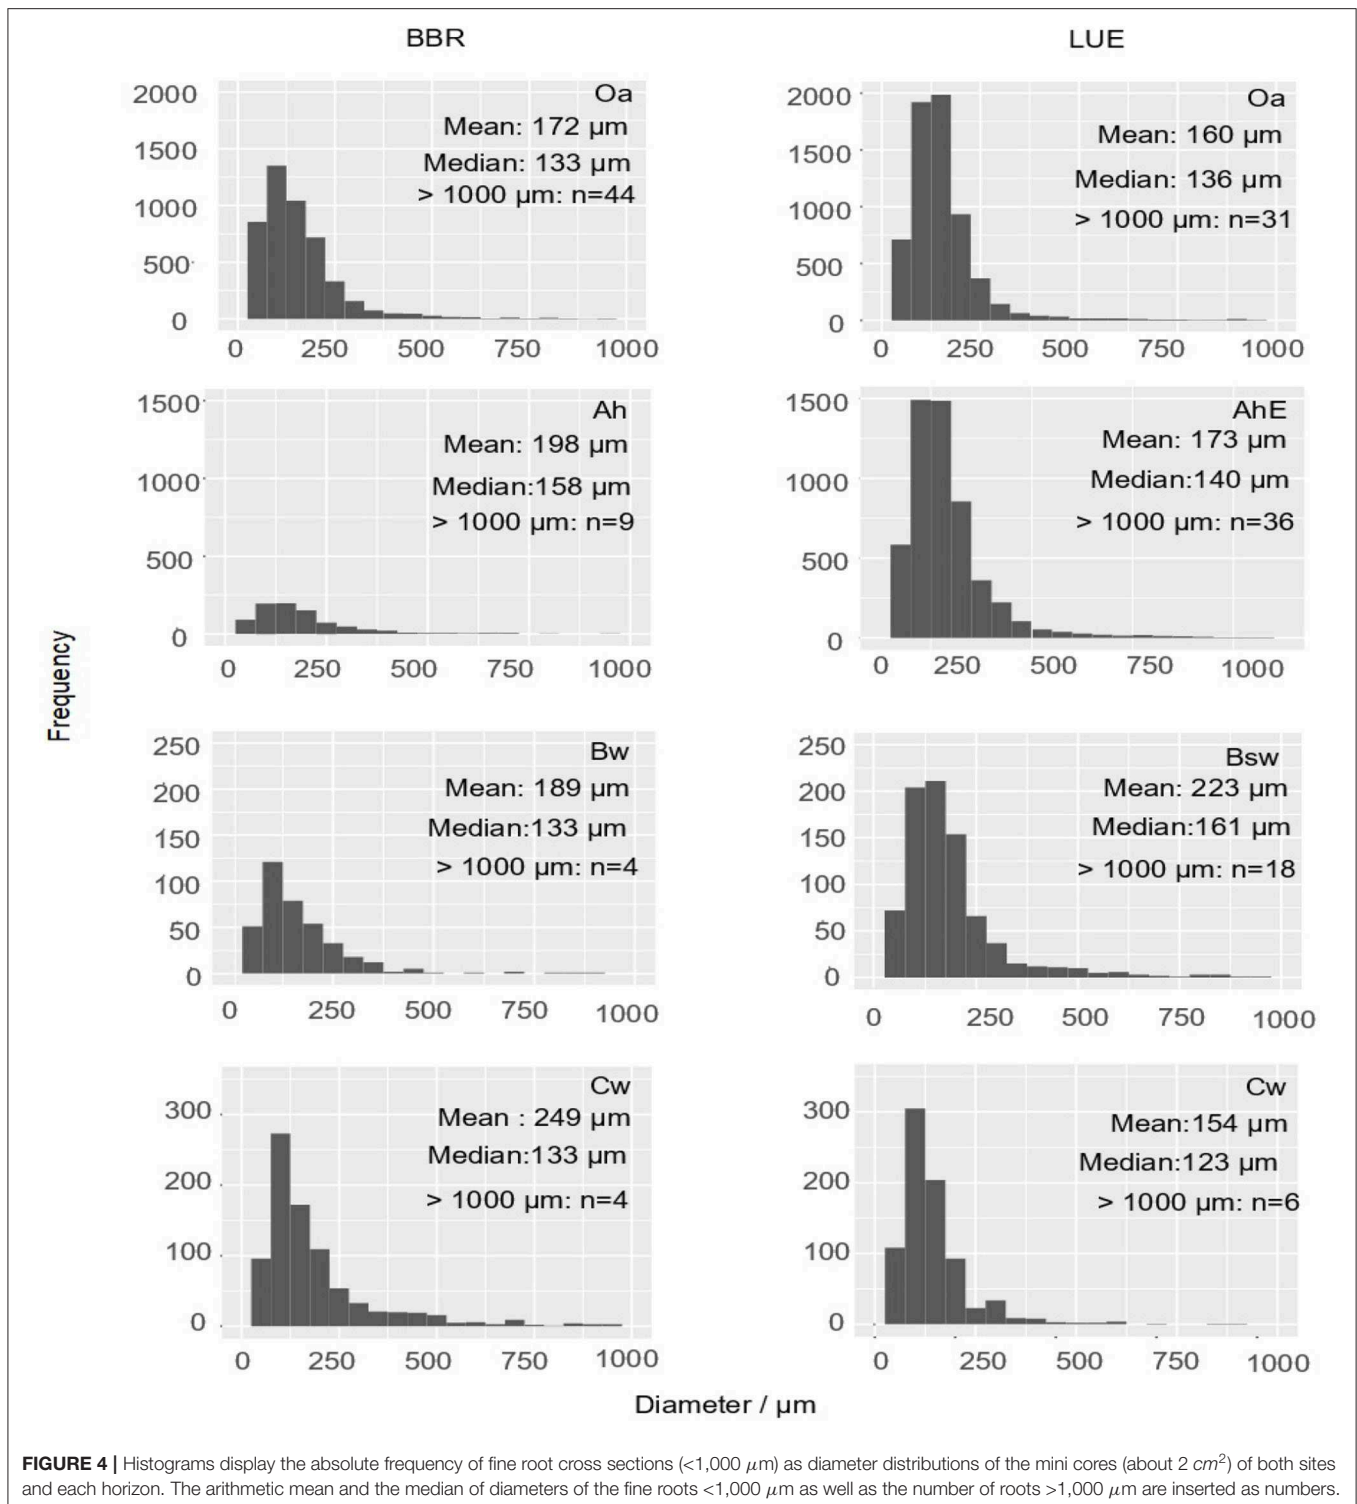 BBR
LUE
2000
1500
1000
500
0
Oa
Mean: 172 µm
Median: 133 µm
> 1000 µm: n=44
0 250 500 750 1000
2000
1500
1000
500
0
Oa
Mean: 160 µm
Median: 136 µm
> 1000 µm: n=31
0 250 500 750 1000
1500
1000
500
0
Ah
Mean: 198 µm
Median:158 µm
> 1000 µm: n=9
0 250 500 750 1000
1500
1000
500
0
AhE
Mean: 173 µm
Median:140 µm
> 1000 µm: n=36
0 250 500 750 1000
Frequency
250
200
150
100
50
0
Bw
Mean: 189 µm
Median:133 µm
> 1000 µm: n=4
0 250 500 750 1000
250
200
150
100
50
0
Bsw
Mean: 223 µm
Median:161 µm
> 1000 µm: n=18
0 250 500 750 1000
300
200
100
0
Cw
Mean : 249 µm
Median:133 µm
> 1000 µm: n=4
0 250 500 750 1000
300
200
100
0
Cw
Mean:154 µm
Median:123 µm
> 1000 µm: n=6
0 250 500 750 1000
Diameter / µm
FIGURE 4 | Histograms display the absolute frequency of fine root cross sections (<1,000 µm) as diameter distributions of the mini cores (about 2 cm²) of both sites
and each horizon. The arithmetic mean and the median of diameters of the fine roots <1,000 µm as well as the number of roots >1,000 µm are inserted as numbers.